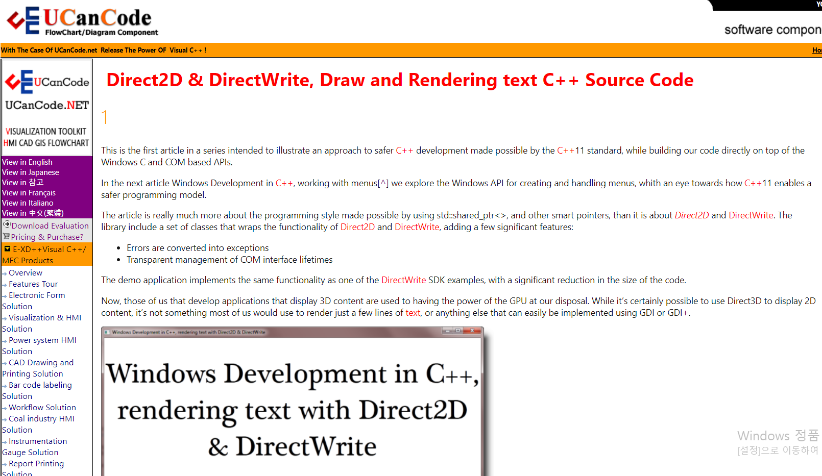 UCanCode
FlowChart/Diagram Component
software compon
With The Case Of UCanCode.net Release The Power OF Visual C++ !
Ho
UCanCode
UCanCode.NET
VISUALIZATION TOOLKIT
HMI CAD GIS FLOWCHART
View in English
View in Japanese
View in 참고
View in Français
View in Italiano
View in 中文(繁體)
Download Evaluation
Pricing & Purchase?
E-XD++Visual C++/
MFC Products
Overview
Features Tour
Electronic Form
Solution
Visualization & HMI
Solution
Power system HMI
Solution
CAD Drawing and
Printing Solution
Bar code labeling
Solution
Workflow Solution
Coal industry HMI
Solution
Instrumentation
Gauge Solution
Report Printing
Solution
Direct2D & DirectWrite, Draw and Rendering text C++ Source Code
1
This is the first article in a series intended to illustrate an approach to safer C++ development made possible by the C++11 standard, while building our code directly on top of the
Windows C and COM based APIs.
In the next article Windows Development in C++, working with menus[^] we explore the Windows API for creating and handling menus, whith an eye towards how C++11 enables a
safer programming model.
The article is really much more about the programming style made possible by using std::shared_ptr<>, and other smart pointers, than it is about Direct2D and DirectWrite. The
library include a set of classes that wraps the functionality of Direct2D and DirectWrite, adding a few significant features:
Errors are converted into exceptions
Transparent management of COM interface lifetimes
The demo application implements the same functionality as one of the DirectWrite SDK examples, with a significant reduction in the size of the code.
Now, those of us that develop applications that display 3D content are used to having the power of the GPU at our disposal. While it's certainly possible to use Direct3D to display 2D
content, it's not something most of us would use to render just a few lines of text, or anything else that can easily be implemented using GDI or GDI+.
Windows Development in C++, rendering text with Direct2D & DirectWrite
Windows Development in C++,
rendering text with Direct2D
& DirectWrite
Windows 정품
[설정]으로 이동하여